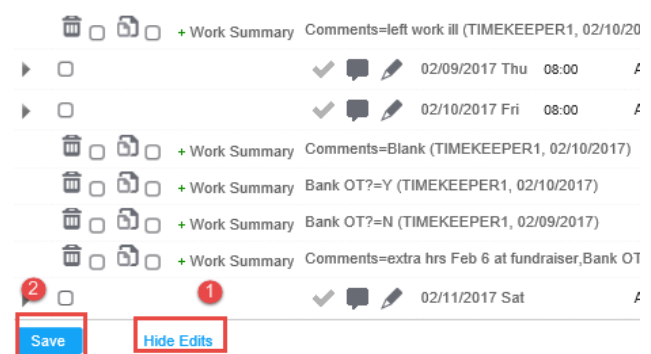 + Work Summary Comments=left work ill (TIMEKEEPER1, 02/10/20
02/09/2017 Thu 08:00 A
02/10/2017 Fri 08:00 A
+ Work Summary Comments=Blank (TIMEKEEPER1, 02/10/2017)
+ Work Summary Bank OT?=Y (TIMEKEEPER1, 02/10/2017)
+ Work Summary Bank OT?=N (TIMEKEEPER1, 02/09/2017)
+ Work Summary Comments=extra hrs Feb 6 at fundraiser,Bank OT
2 1 02/11/2017 Sat A
Save Hide Edits